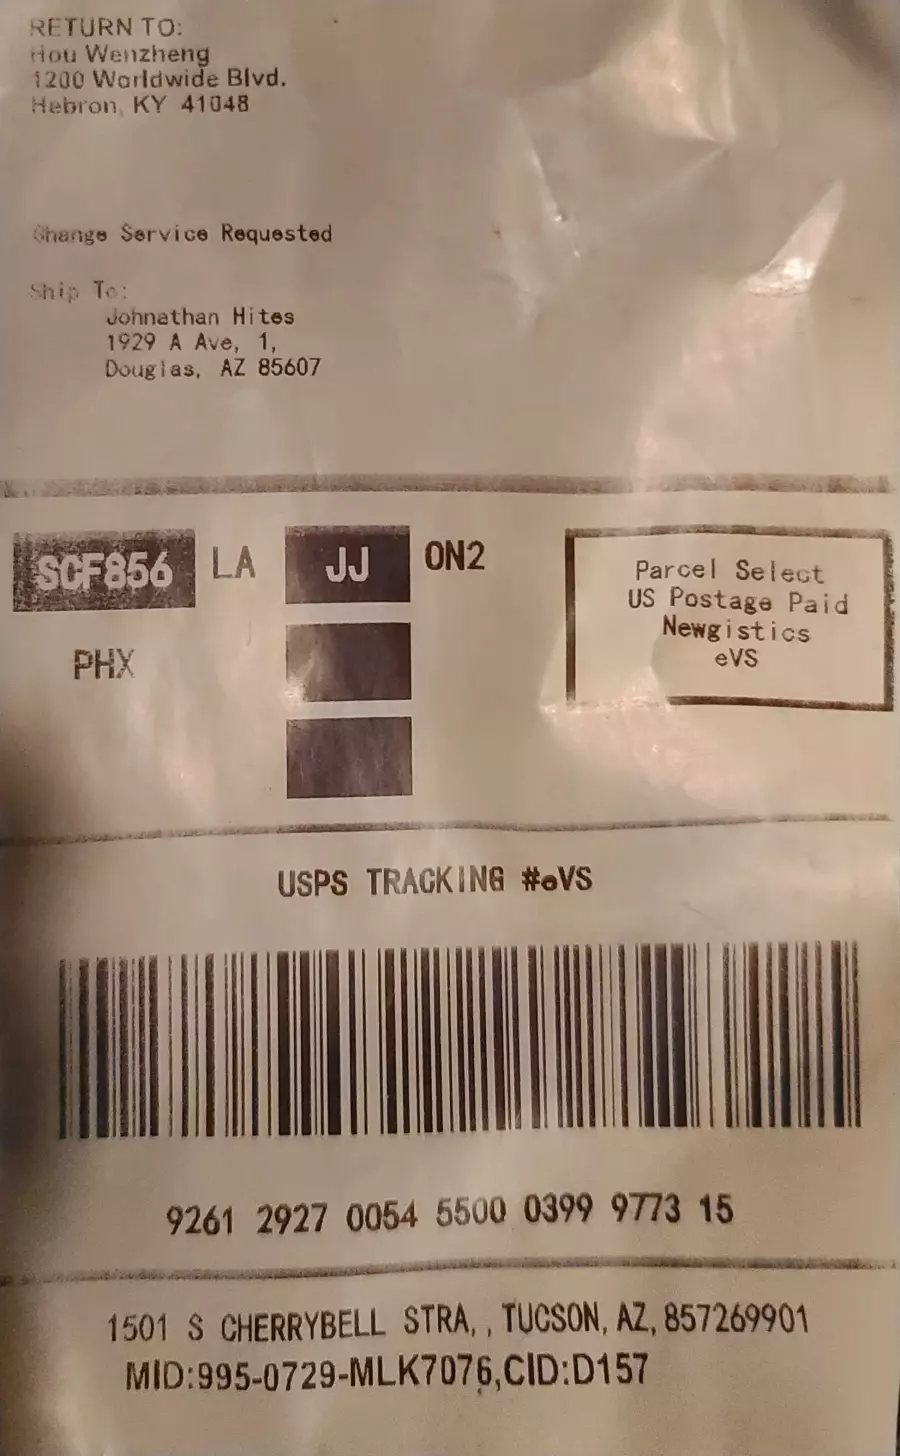 RETURN TO:
Hou Wenzheng
1200 Worldwide Blvd.
Hebron, KY 41048
Change Service Requested
Ship To:
Johnathan Hites
1929 A Ave, 1,
Douglas, AZ 85607
SCF856 LA JJ ON2
PHX
Parcel Select
US Postage Paid
Newgistics
eVS
USPS TRACKING #eVS
9261 2927 0054 5500 0399 9773 15
1501 S CHERRYBELL STRA, , TUCSON, AZ, 857269901
MID:995-0729-MLK7076,CID:D157